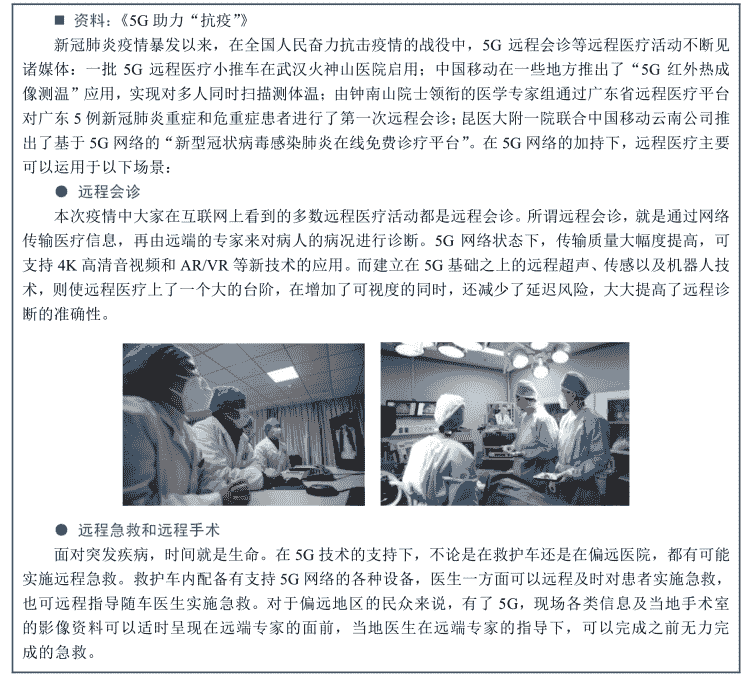 ■ 资料:《5G 助力“抗疫”》
新冠肺炎疫情暴发以来，在全国人民奋力抗击疫情的战役中，5G 远程会诊等远程医疗活动不断见
诸媒体：一批 5G 远程医疗小推车在武汉火神山医院启用；中国移动在一些地方推出了“5G 红外热成
像测温”应用，实现对多人同时扫描测体温；由钟南山院士领衔的医学专家组通过广东省远程医疗平台
对广东 5 例新冠肺炎重症和危重症患者进行了第一次远程会诊；昆医大附一院联合中国移动云南公司推
出了基于 5G 网络的“新型冠状病毒感染肺炎在线免费诊疗平台”。在 5G 网络的加持下，远程医疗主要
可以运用于以下场景：
● 远程会诊
本次疫情中大家在互联网上看到的多数远程医疗活动都是远程会诊。所谓远程会诊，就是通过网络
传输医疗信息，再由远端的专家来对病人的病况进行诊断。5G 网络状态下，传输质量大幅度提高，可
支持 4K 高清音视频和 AR/VR 等新技术的应用。而建立在 5G 基础之上的远程超声、传感以及机器人技
术，则使远程医疗上了一个大的台阶，在增加了可视度的同时，还减少了延迟风险，大大提高了远程诊
断的准确性。
● 远程急救和远程手术
面对突发疾病，时间就是生命。在 5G 技术的支持下，不论是在救护车还是在偏远医院，都有可能
实施远程急救。救护车内配备有支持 5G 网络的各种设备，医生一方面可以远程及时对患者实施急救，
也可远程指导随车医生实施急救。对于偏远地区的民众来说，有了 5G，现场各类信息及当地手术室
的影像资料可以适时呈现在远端专家的面前，当地医生在远端专家的指导下，可以完成之前无力完
成的急救。